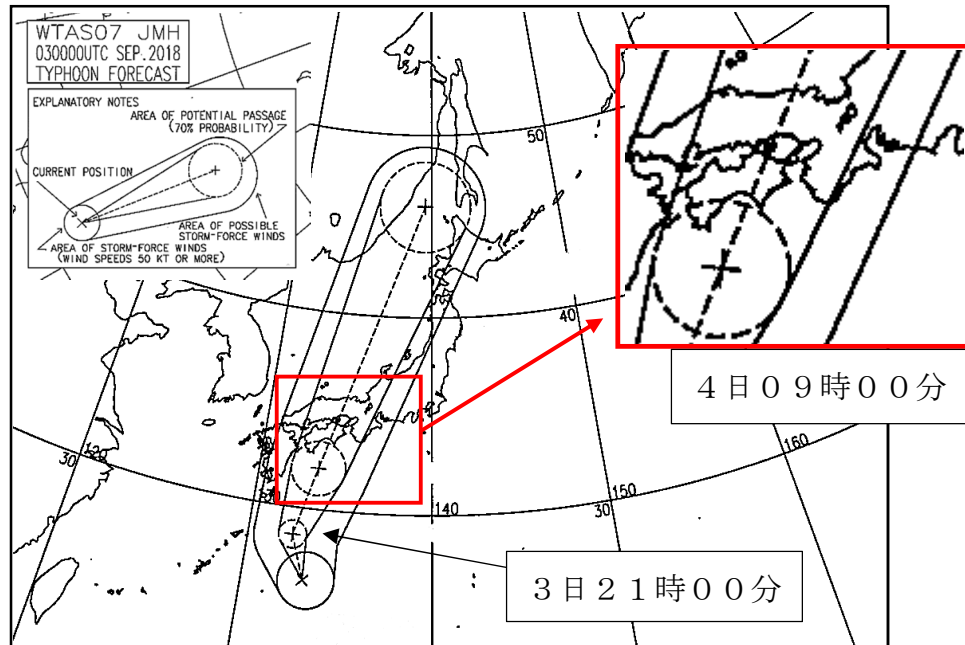 WTAS07 JMH
030000UTC SEP.2018
TYPHOON FORECAST
EXPLANATORY NOTES
AREA OF POTENTIAL PASSAGE
(70% PROBABILITY)
CURRENT POSITION
AREA OF POSSIBLE
STORM-FORCE WINDS
AREA OF STORM-FORCE WINDS
(WIND SPEEDS 50 KT OR MORE)
50
40
4日09時00分
30
120
160
150
140
30
3日21時00分